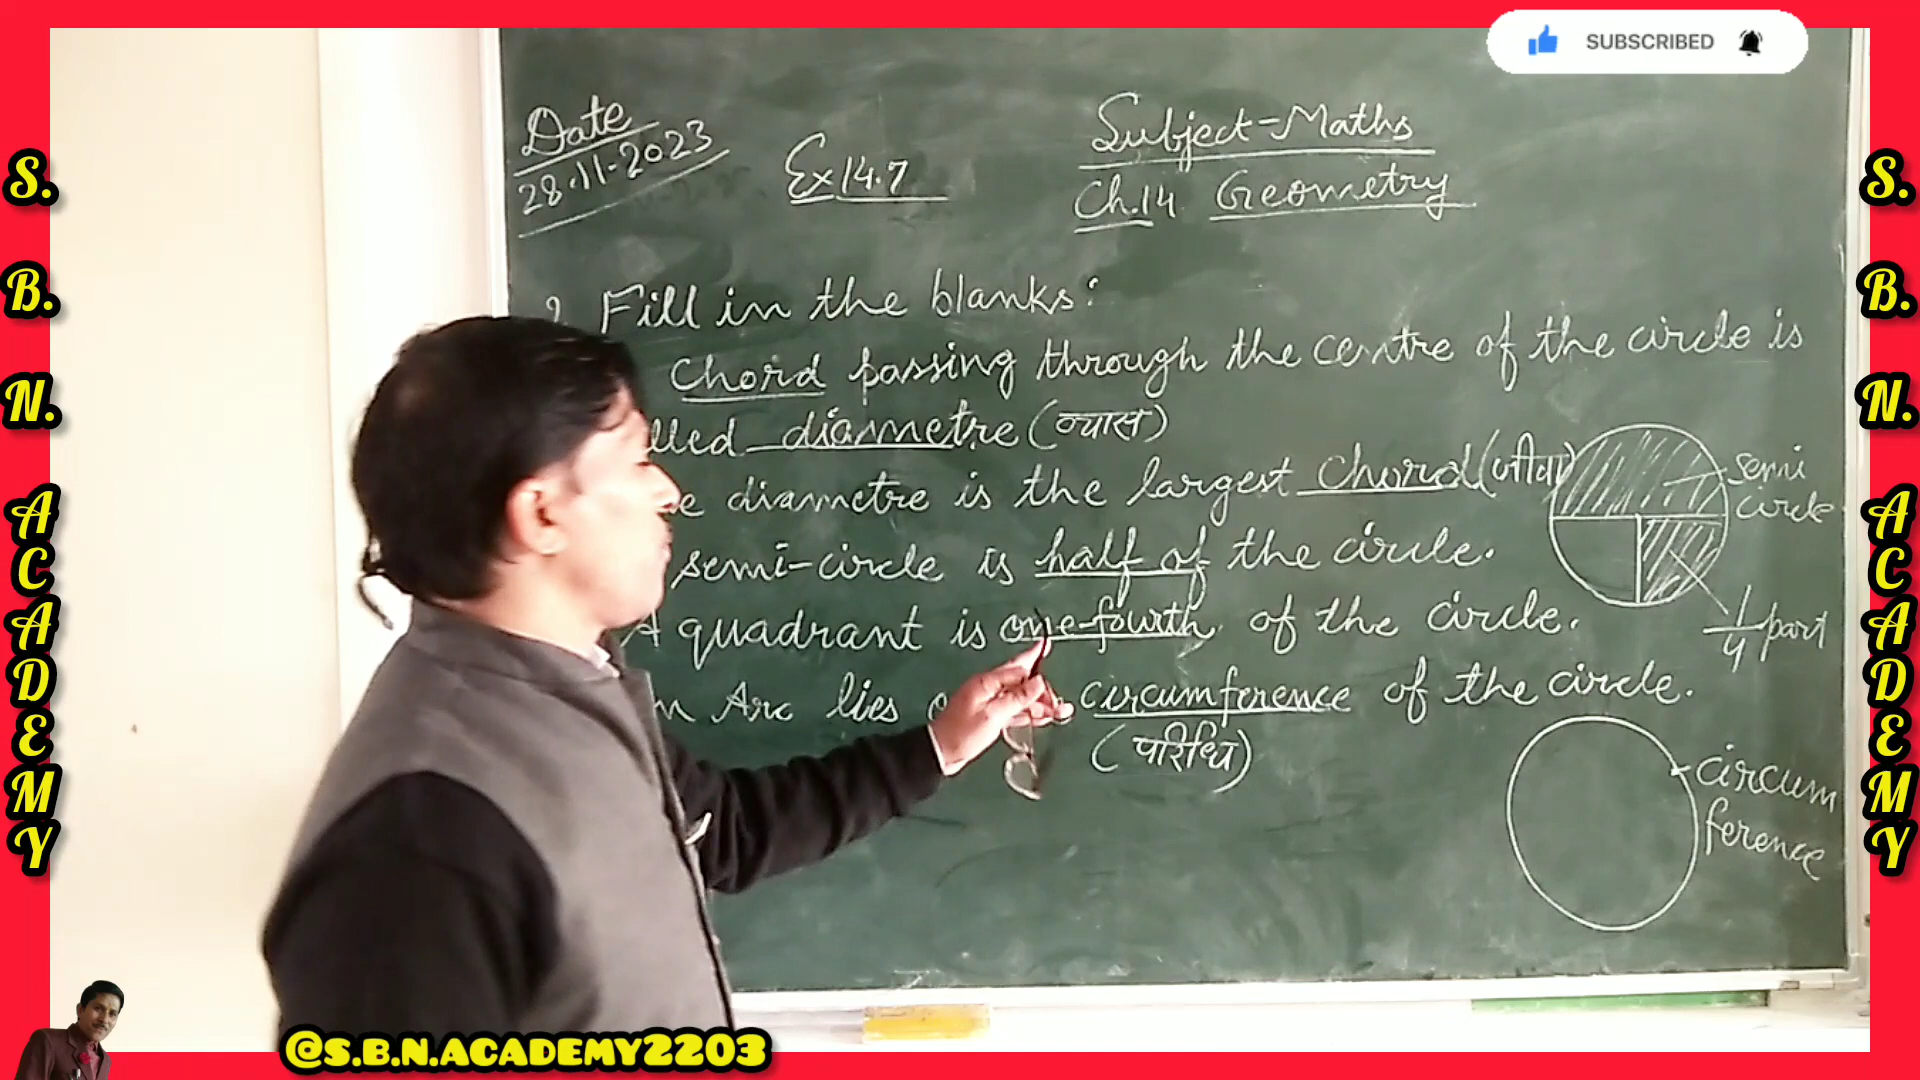 SUBSCRIBED
Date
28.11.2023
Ex 14.7
Subject-Maths
Ch.14 Geometry
Fill in the blanks:
chord passing through the centre of the circle is
lled diametre (व्यास)
e diametre is the largest chord (जीवा)
semi-circle is half of the circle.
A quadrant is one-fourth of the circle.
n Arc lies circumference of the circle.
(परिधि)
semi
circle
1/4 part
circum
ference
S.
B.
N.
ACADEMY
S.
B.
N.
ACADEMY
@S.B.N.ACADEMY2203